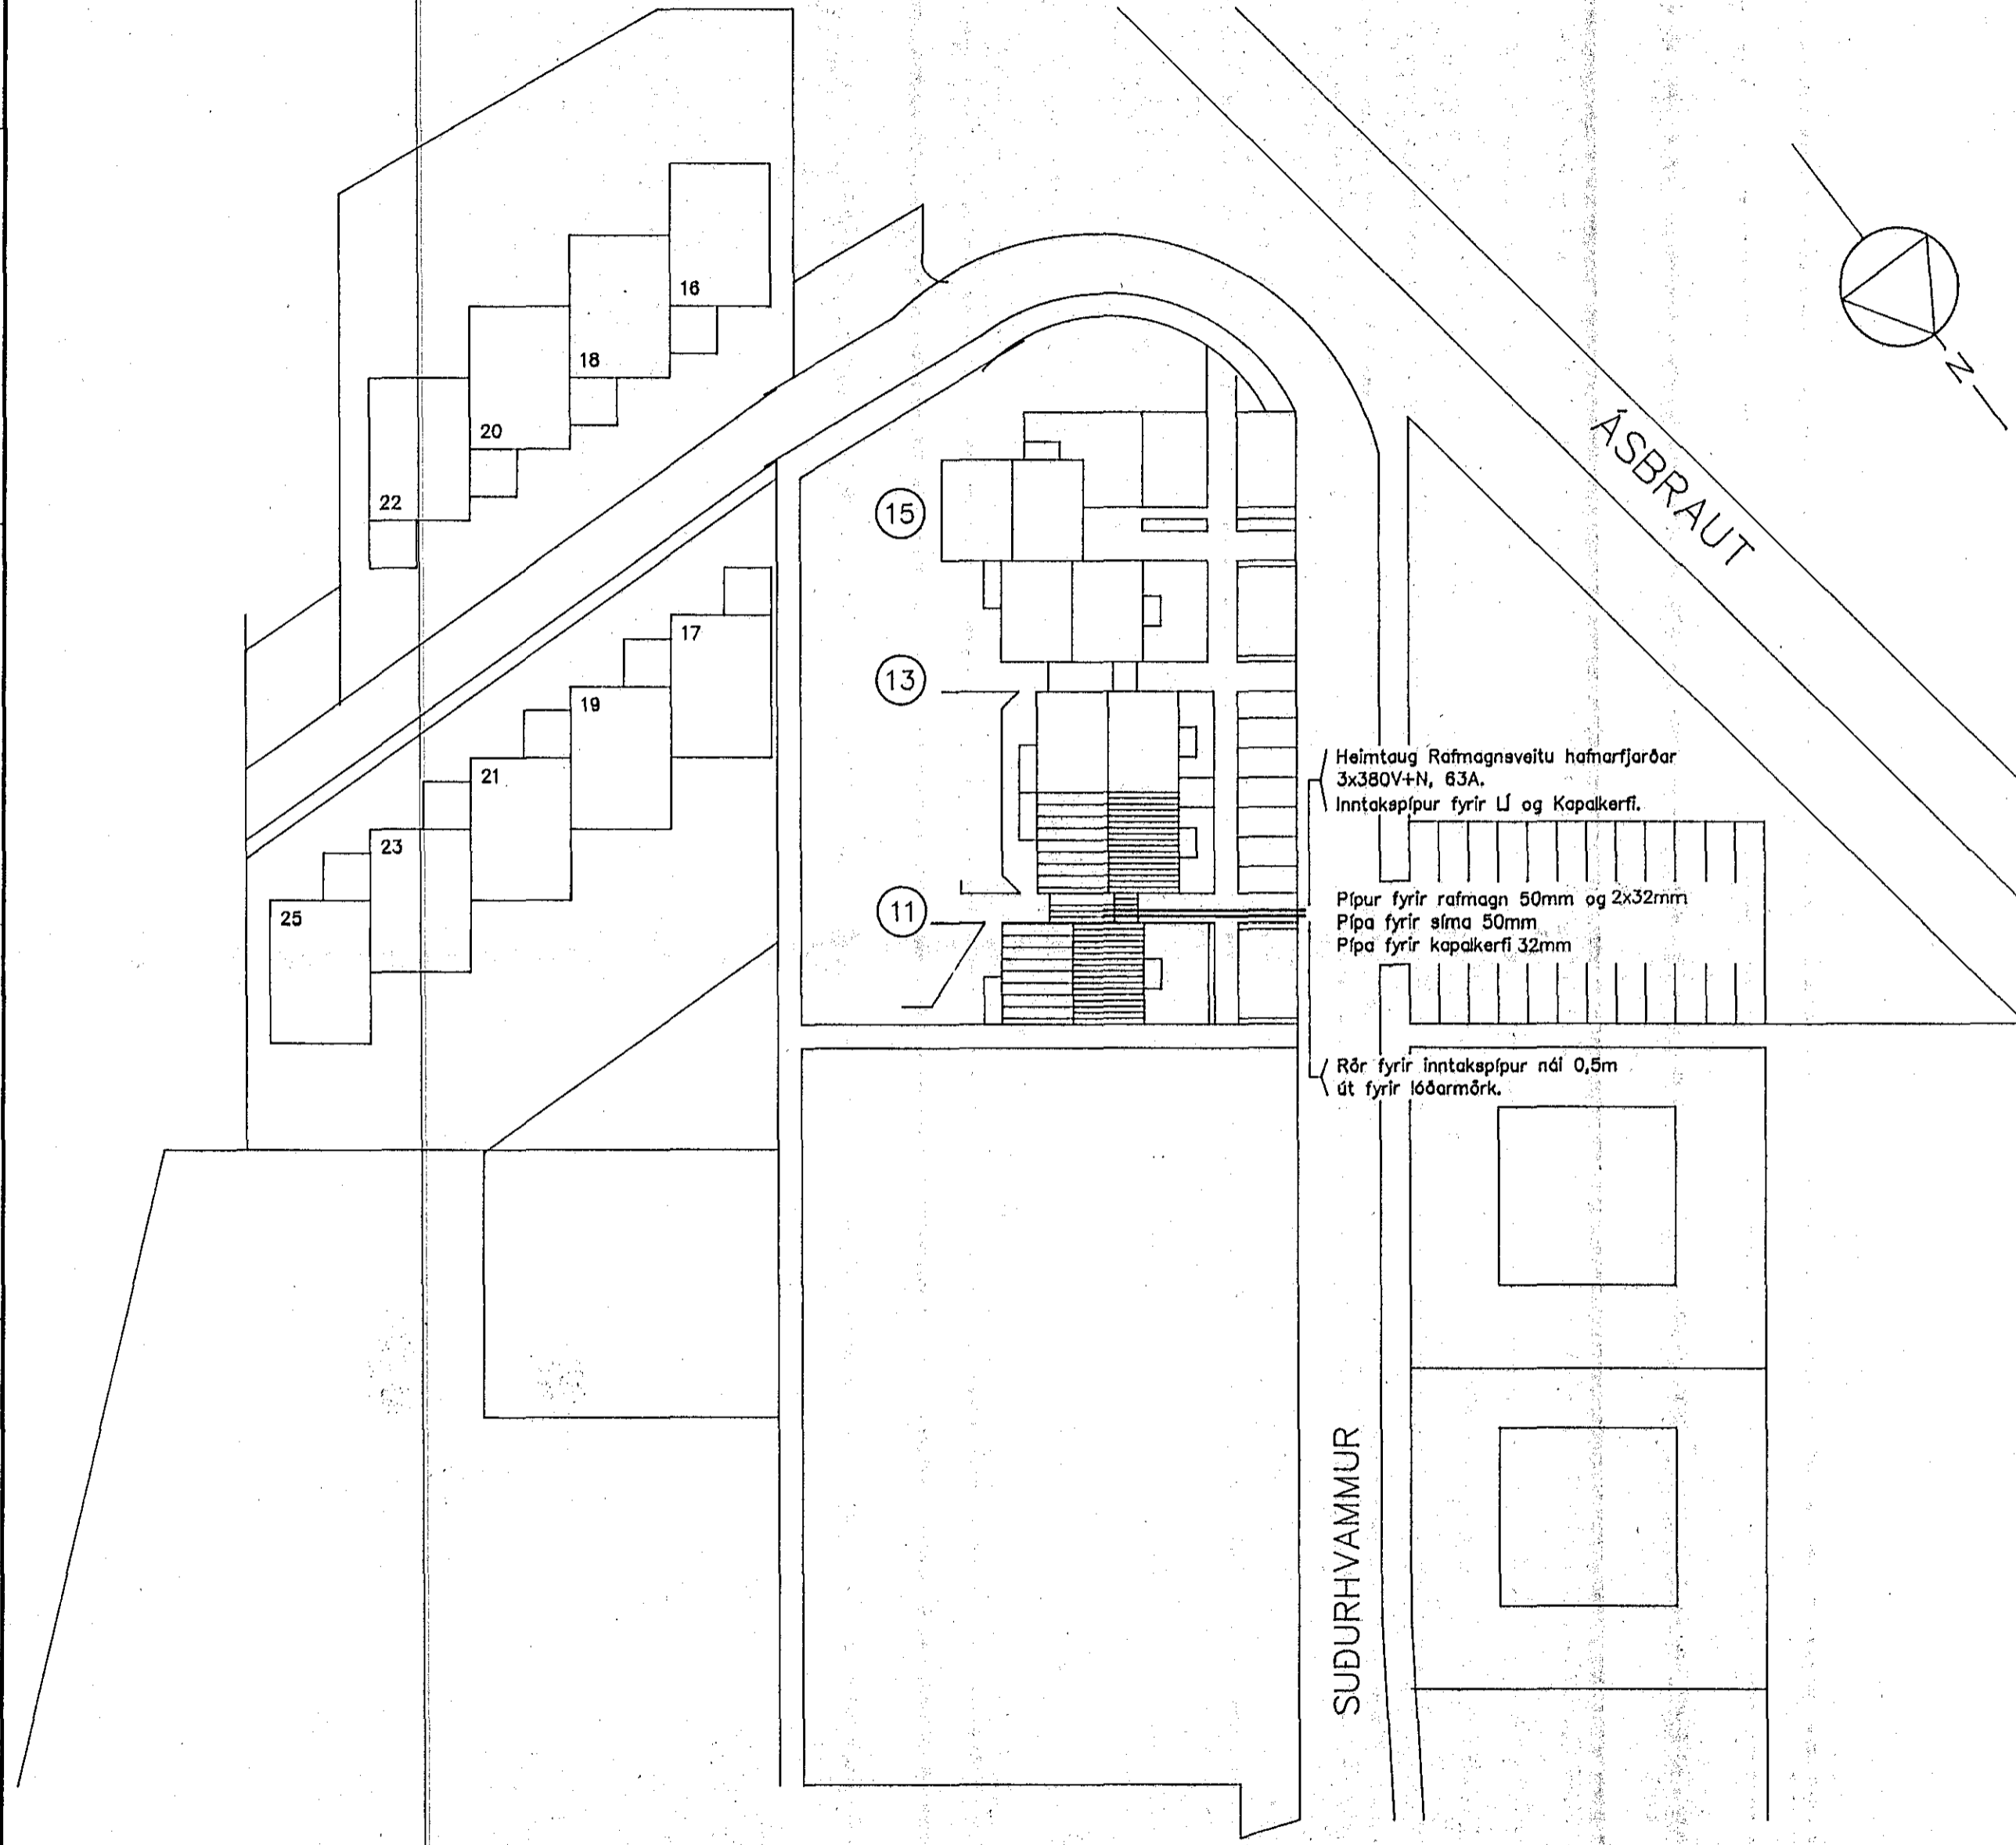 16
18
20
22
17
19
21
23
25
15
13
11
N
ÁSBRAUT
Heimtaug Rafmagnsveitu hafnarfjarðar
3x380V+N, 63A.
Inntakspípur fyrir LÍ og Kapalkerfi.
Pípur fyrir rafmagn 50mm og 2x32mm
Pípa fyrir síma 50mm
Pípa fyrir kapalkerfi 32mm
Rör fyrir inntakspípur nái 0,5m
út fyrir lóðarmörk.
SUÐURHVAMMUR